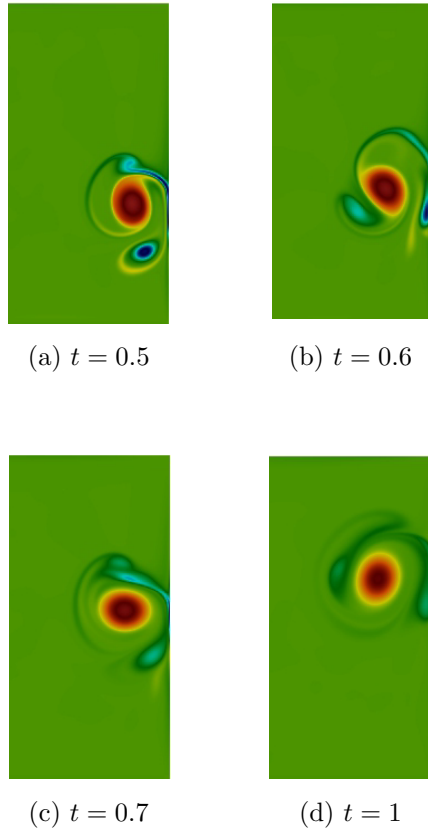 (a) t = 0.5
(b) t = 0.6
(c) t = 0.7
(d) t = 1